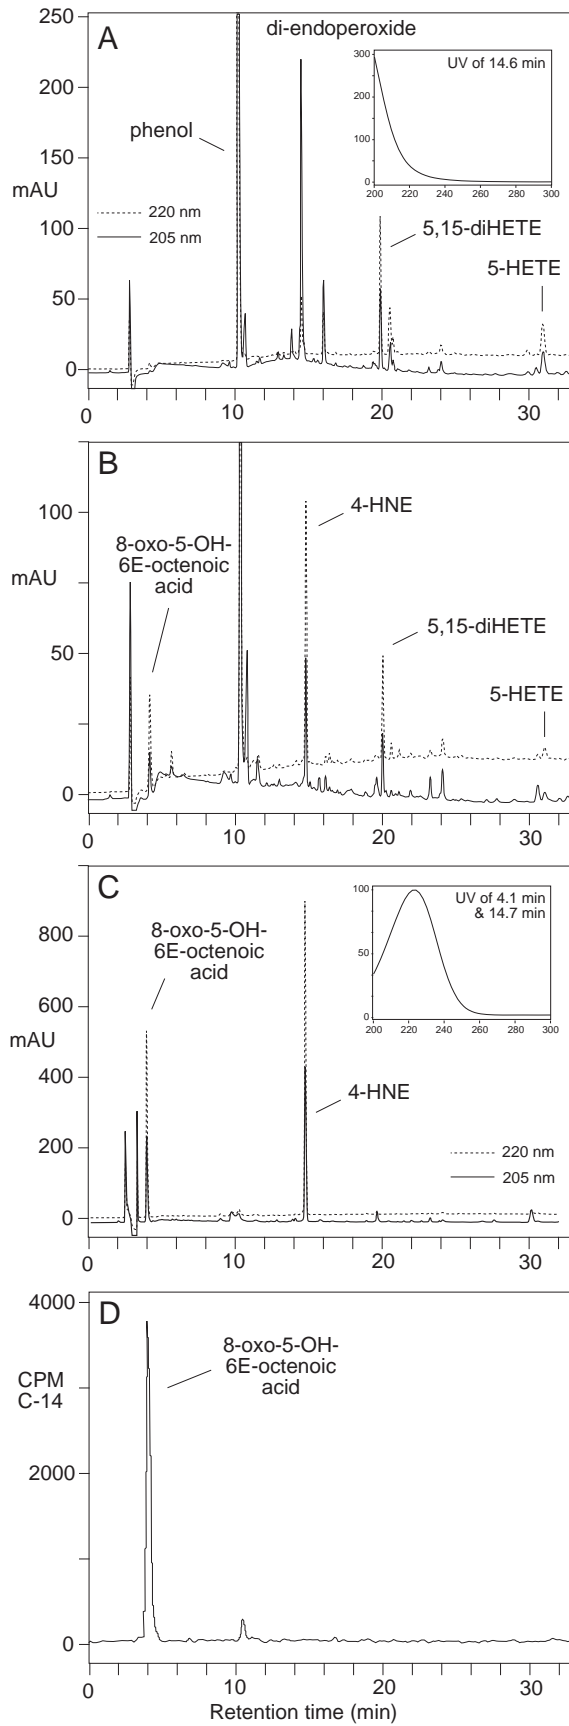 A
di-endoperoxide
250
200
150
100
50
0
mAU
phenol
220 nm
205 nm
UV of 14.6 min
300
200
100
0
200 220 240 260 280 300
5,15-diHETE
5-HETE
0 10 20 30
B
100
50
0
mAU
8-oxo-5-OH-
6E-octenoic
acid
4-HNE
5,15-diHETE
5-HETE
0 10 20 30
C
800
600
400
200
0
mAU
8-oxo-5-OH-
6E-octenoic
acid
UV of 4.1 min
& 14.7 min
100
50
0
200 220 240 260 280 300
4-HNE
220 nm
205 nm
0 10 20 30
D
4000
2000
0
CPM
C-14
8-oxo-5-OH-
6E-octenoic
acid
0 10 20 30
Retention time (min)